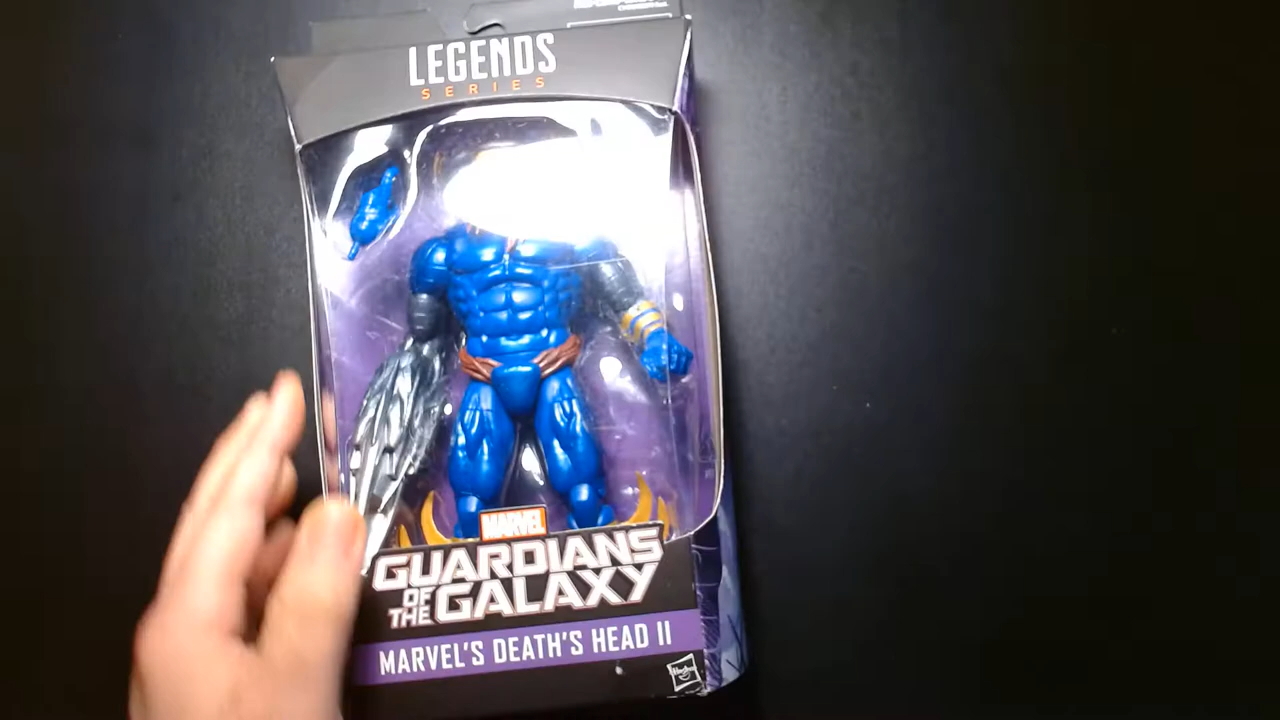 LEGENDS
SERIES
MARVEL
GUARDIANS
OF
THE GALAXY
MARVEL'S DEATH'S HEAD II
Hasbro